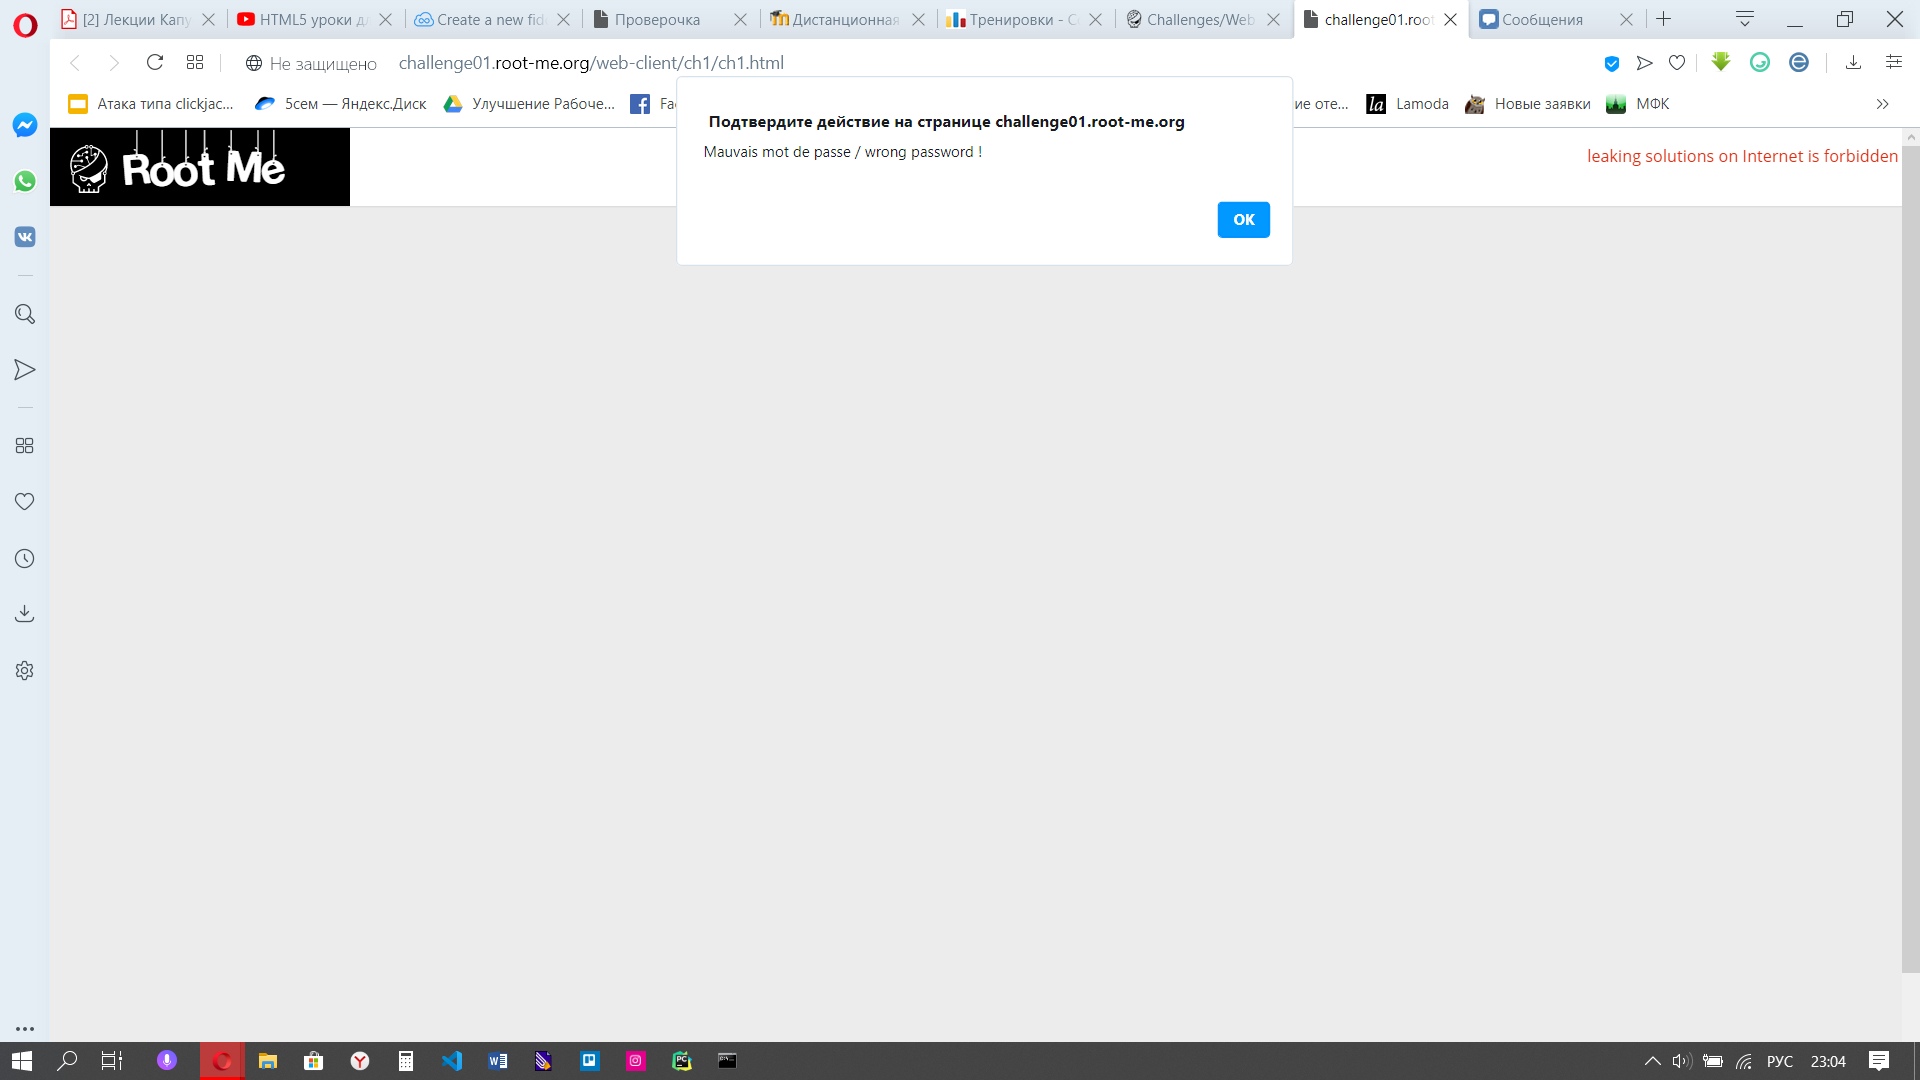 [2] Лекции Капу
HTML5 уроки д
Create a new fid
Проверочка
Дистанционная
Тренировки - С
Challenges/Web
challenge01.root
Сообщения
Не защищено challenge01.root-me.org/web-client/ch1/ch1.html
Атака типа clickjac...
5сем — Яндекс.Диск
Улучшение Рабоче...
Fa
ие оте...
la Lamoda
Новые заявки
МФК
Подтвердите действие на странице challenge01.root-me.org
Mauvais mot de passe / wrong password !
OK
Root Me
leaking solutions on Internet is forbidden
РУС
23:04